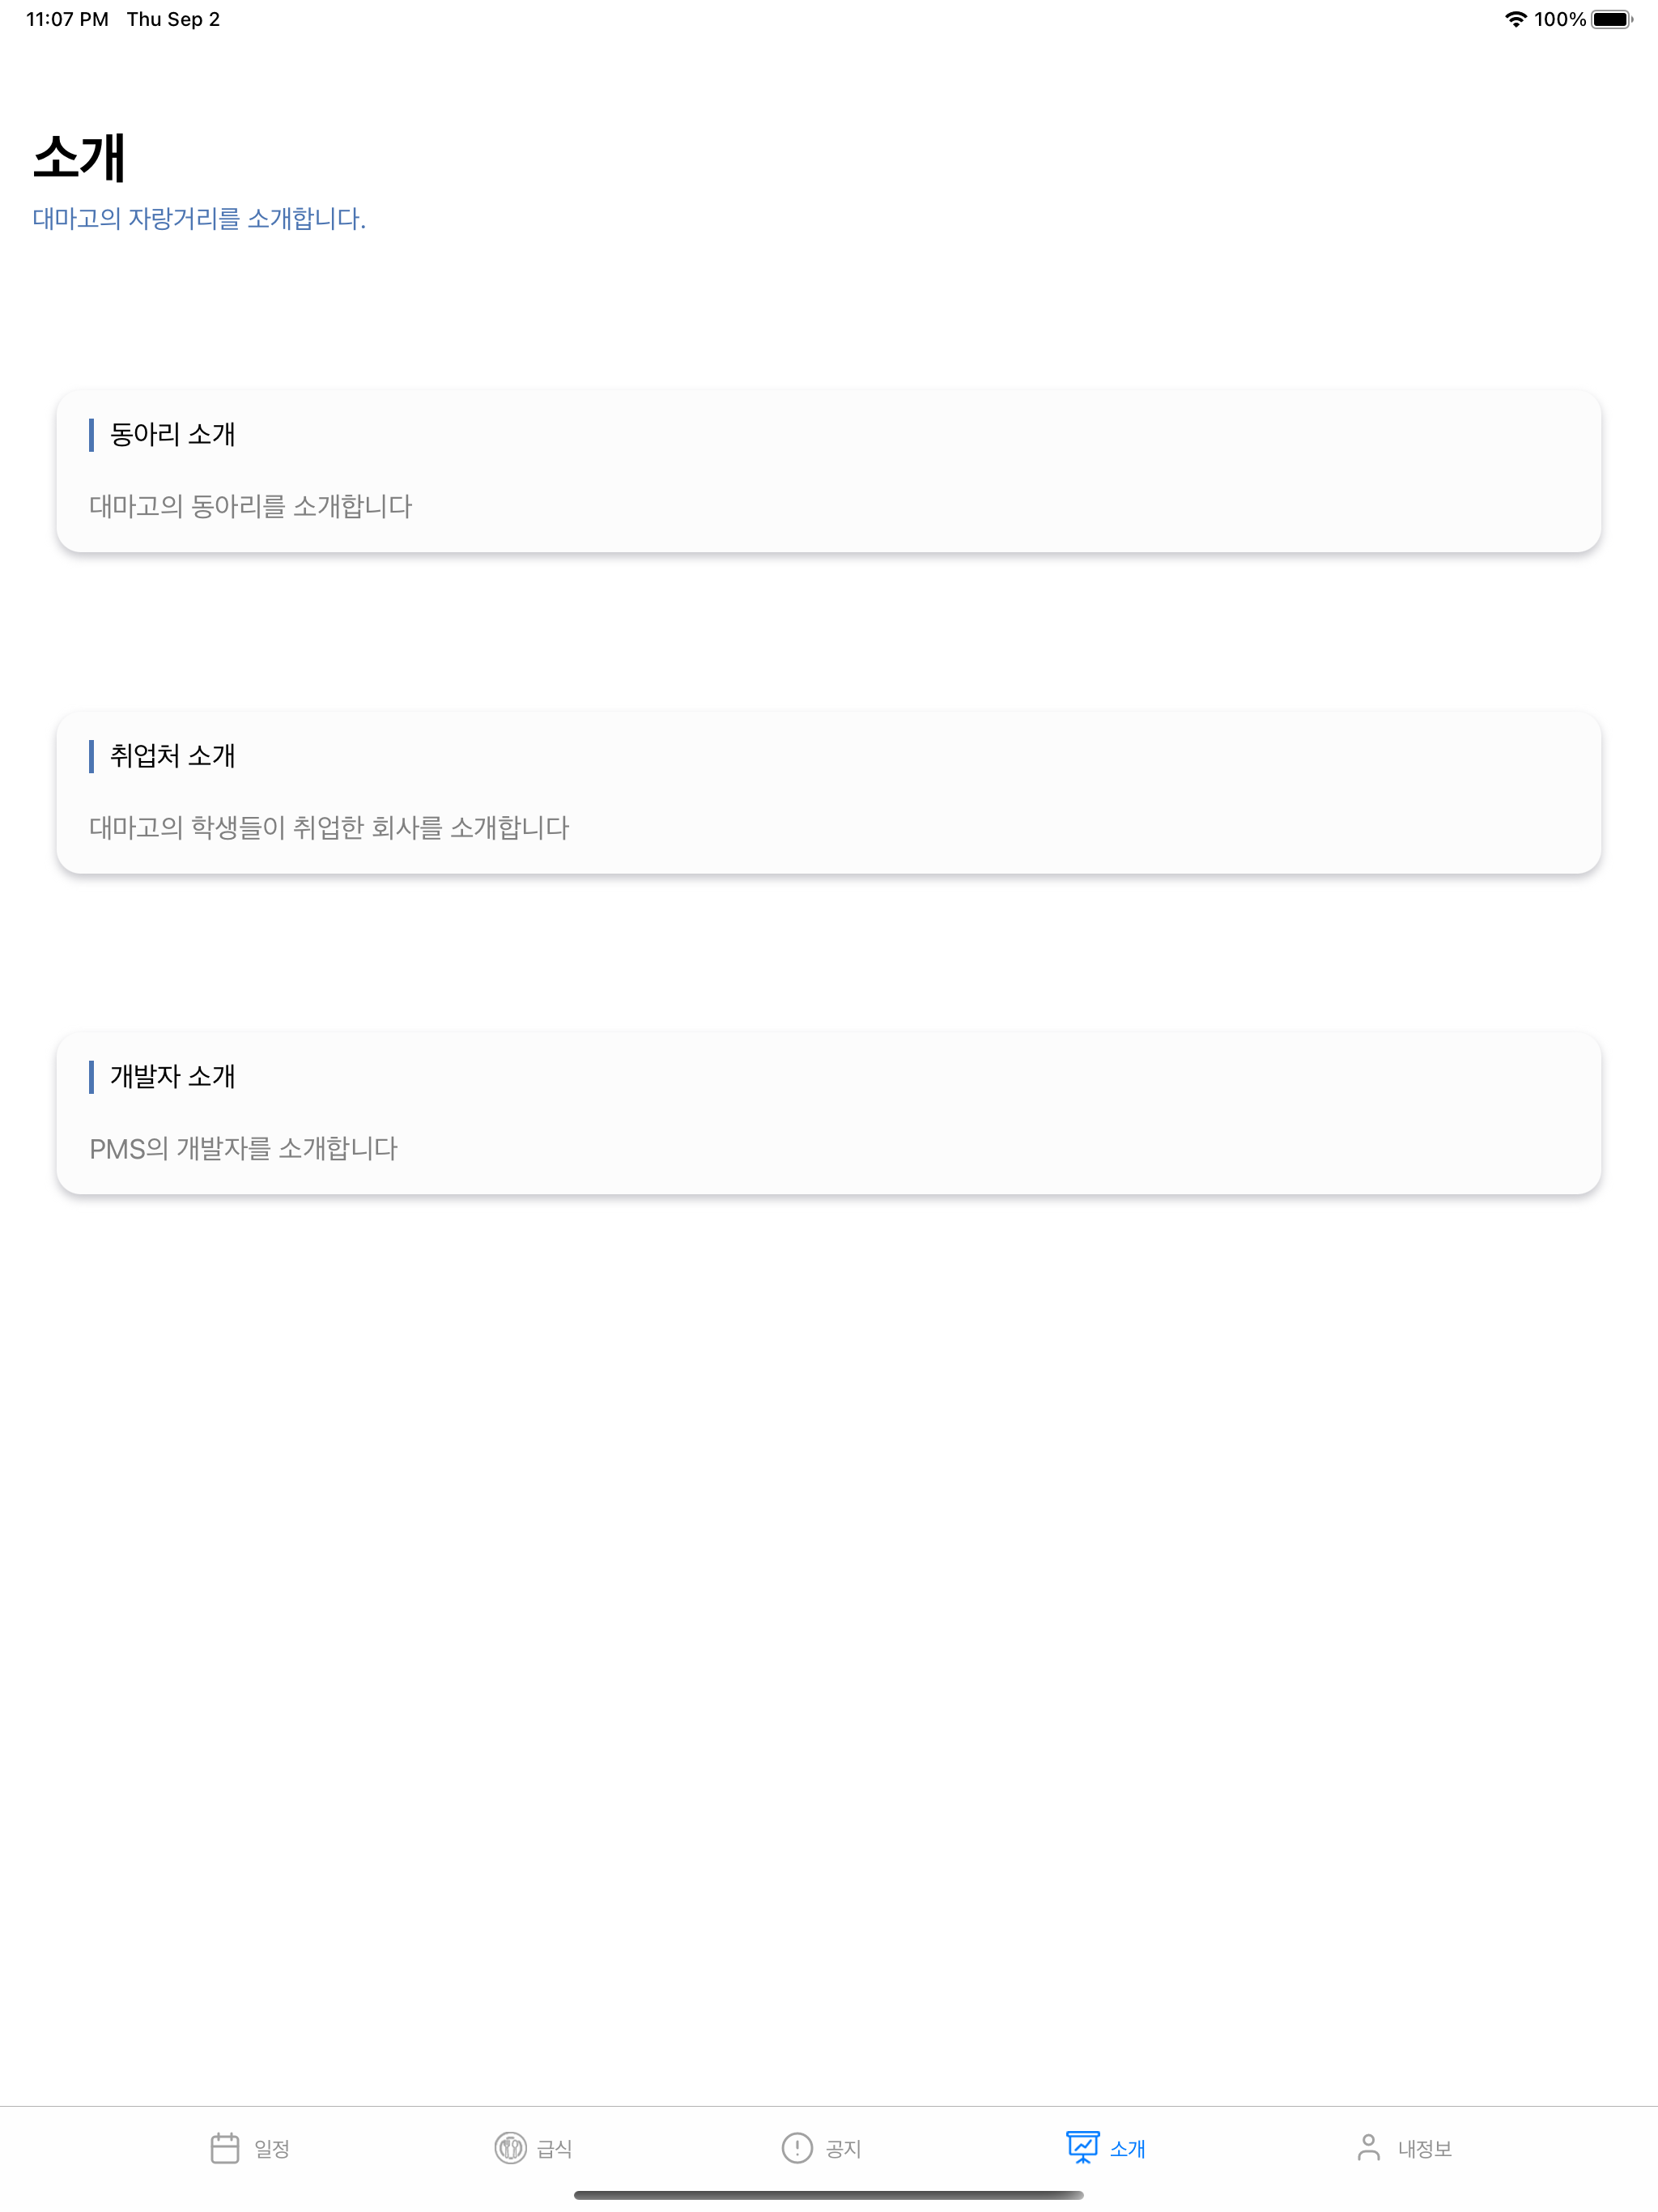 11:07 PM Thu Sep 2 100%
소개
대마고의 자랑거리를 소개합니다.
동아리 소개
대마고의 동아리를 소개합니다
취업처 소개
대마고의 학생들이 취업한 회사를 소개합니다
개발자 소개
PMS의 개발자를 소개합니다
일정 급식 공지 소개 내정보